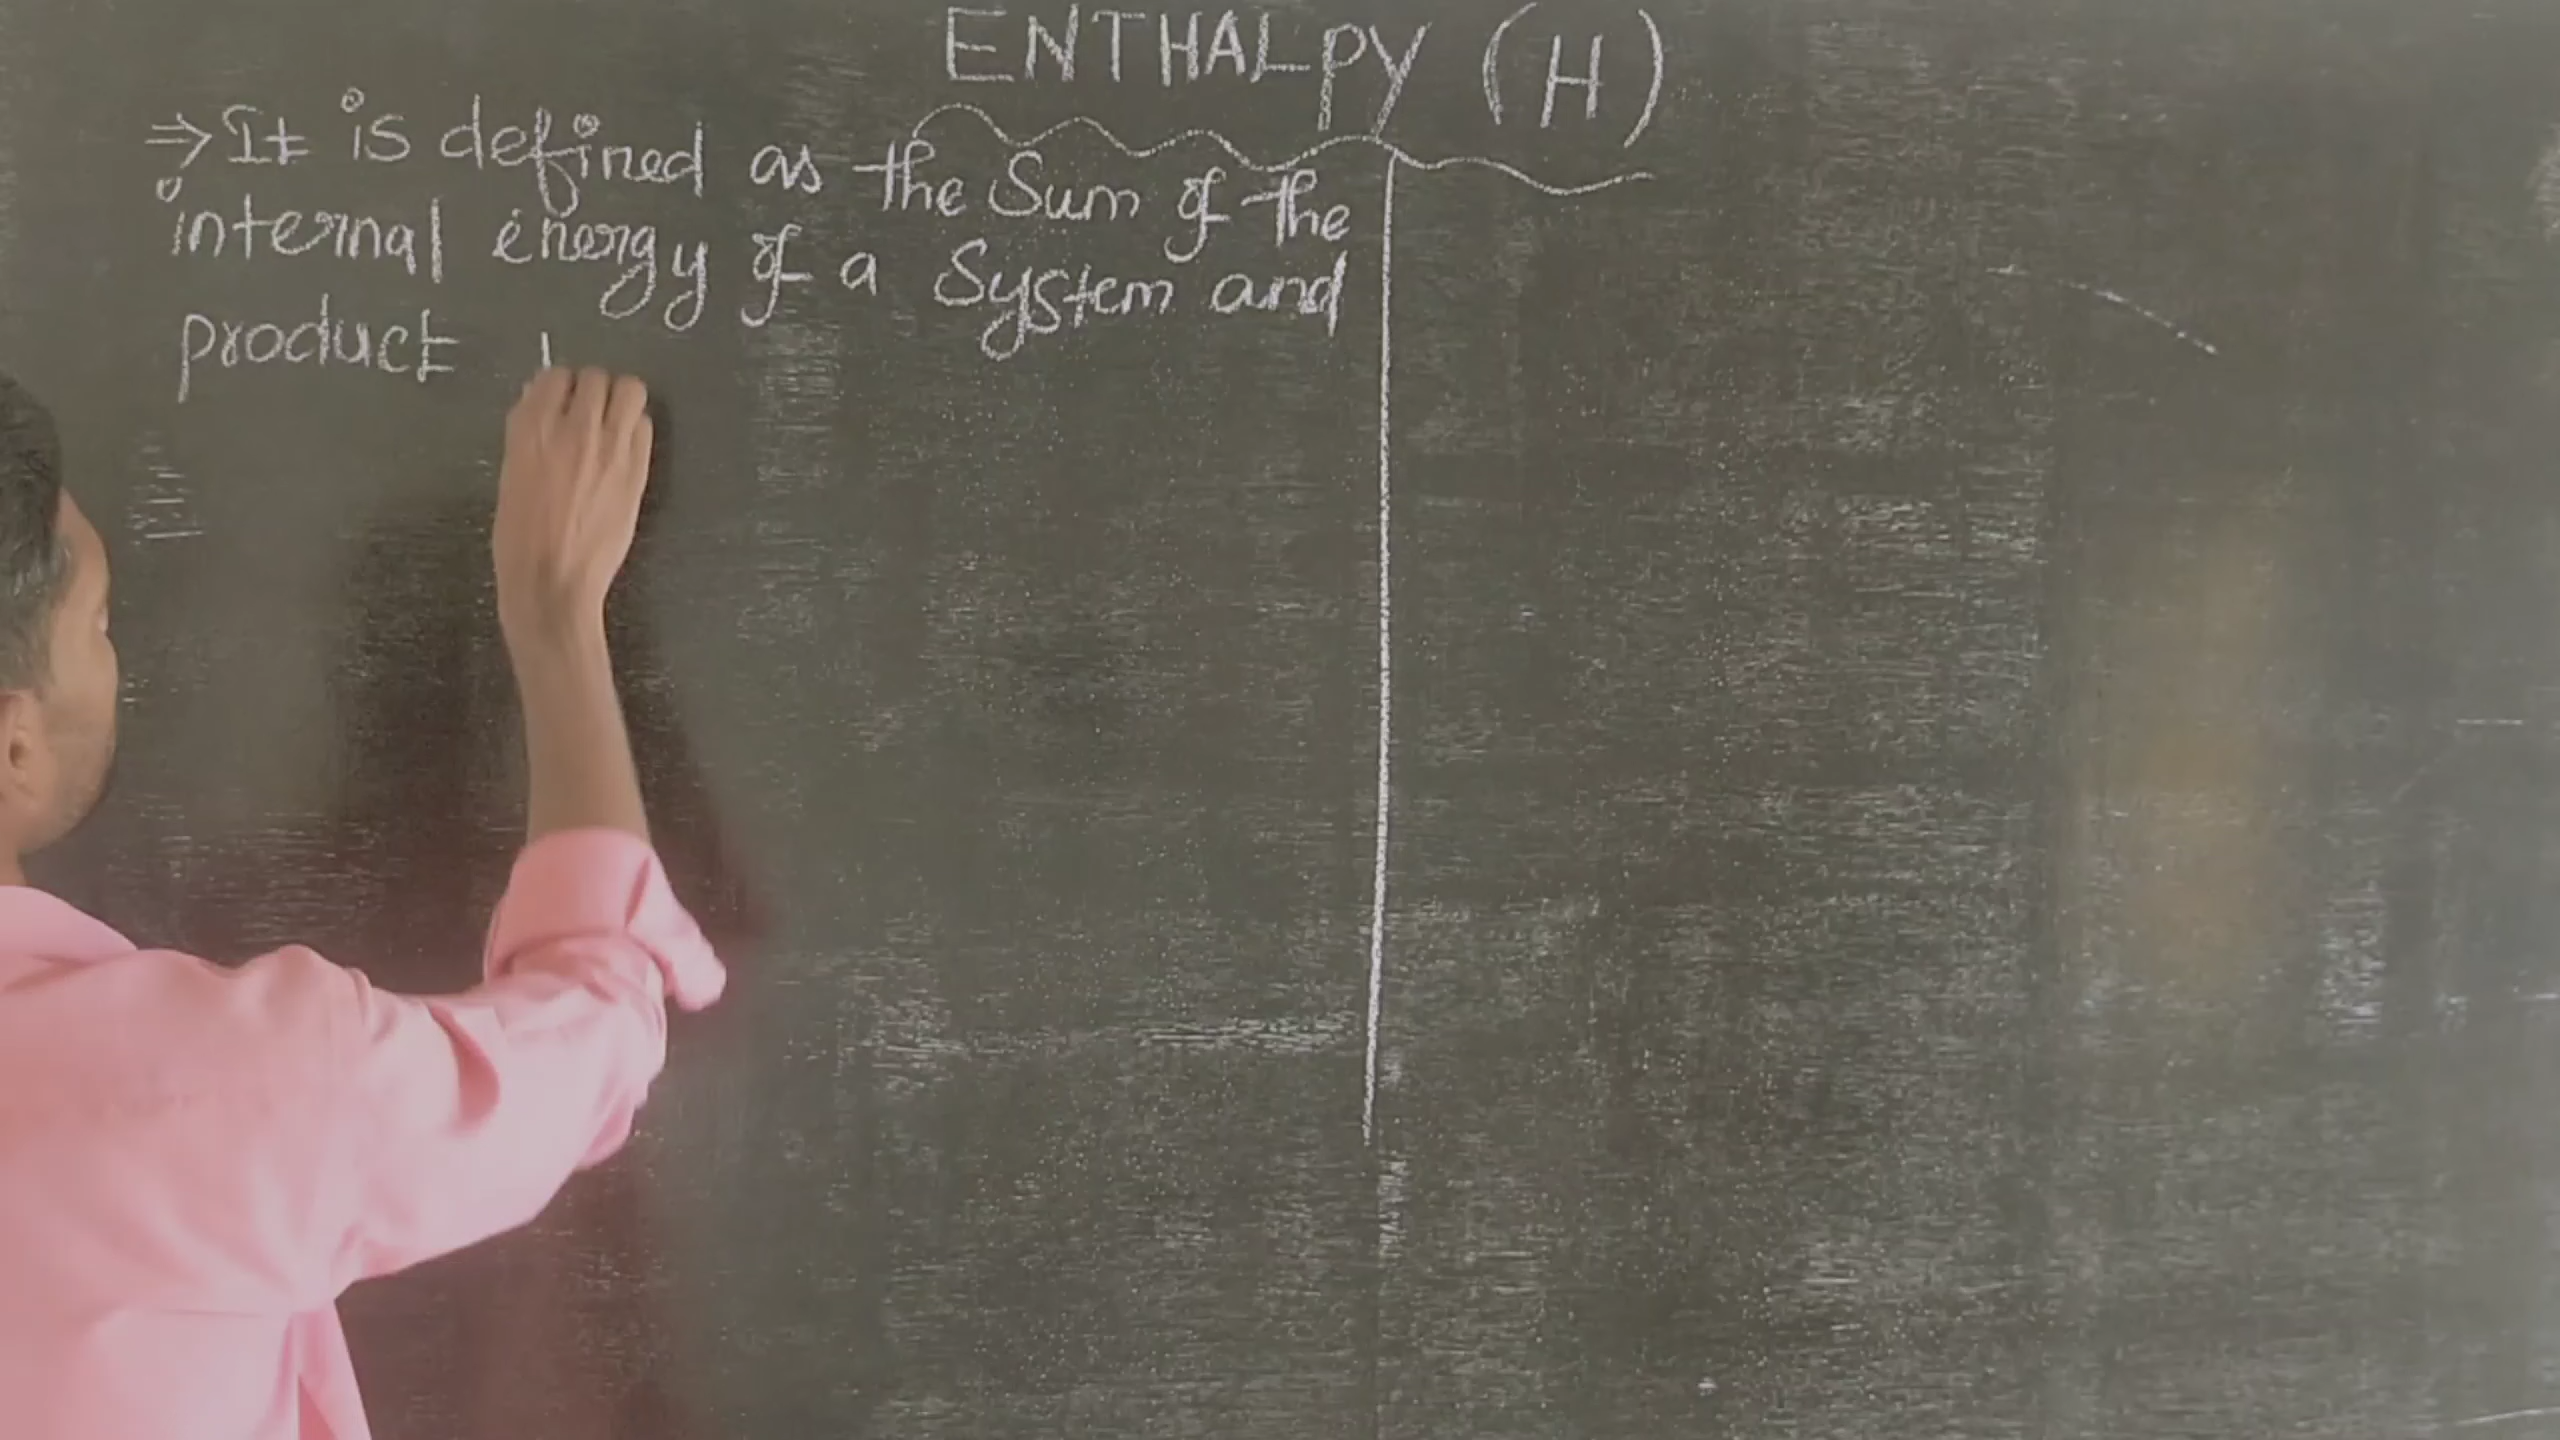 ENTHALPY (H)
⇒ It is defined as the Sum of the
internal energy of a System and
product